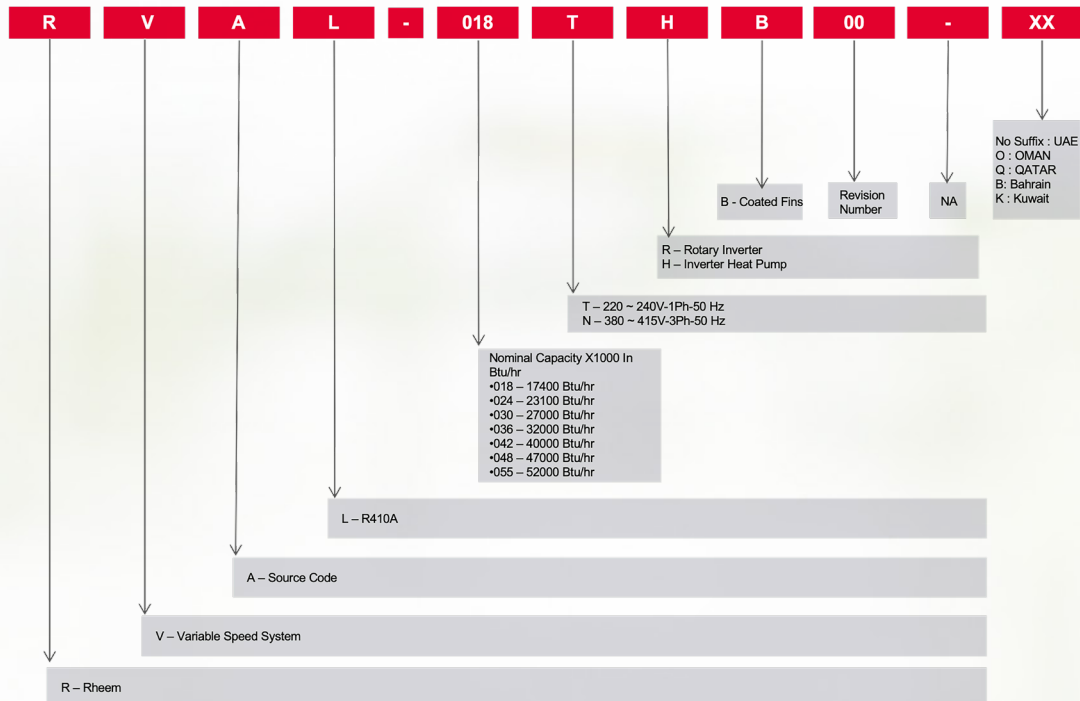 R V A L - 018 T H B 00 - XX
No Suffix : UAE
O : OMAN
Q : QATAR
B: Bahrain
K : Kuwait
B - Coated Fins
Revision
Number
NA
R – Rotary Inverter
H – Inverter Heat Pump
T – 220 ~ 240V-1Ph-50 Hz
N – 380 ~ 415V-3Ph-50 Hz
Nominal Capacity X1000 In
Btu/hr
•018 – 17400 Btu/hr
•024 – 23100 Btu/hr
•030 – 27000 Btu/hr
•036 – 32000 Btu/hr
•042 – 40000 Btu/hr
•048 – 47000 Btu/hr
•055 – 52000 Btu/hr
L – R410A
A – Source Code
V – Variable Speed System
R – Rheem